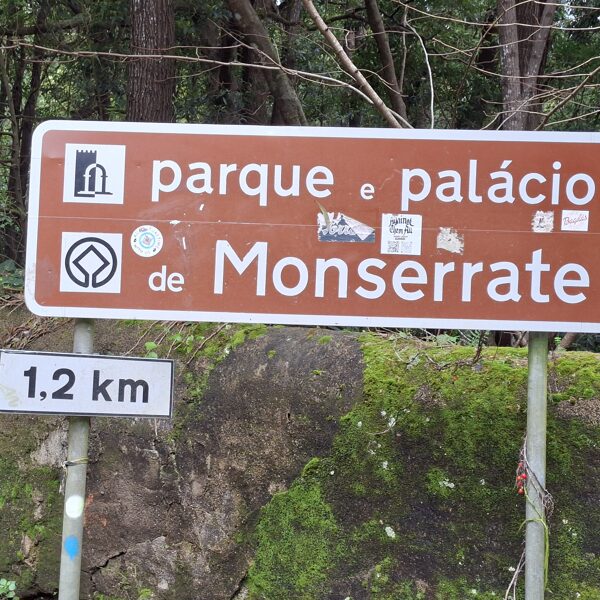 parque e palácio
de Monserrate
1,2 km